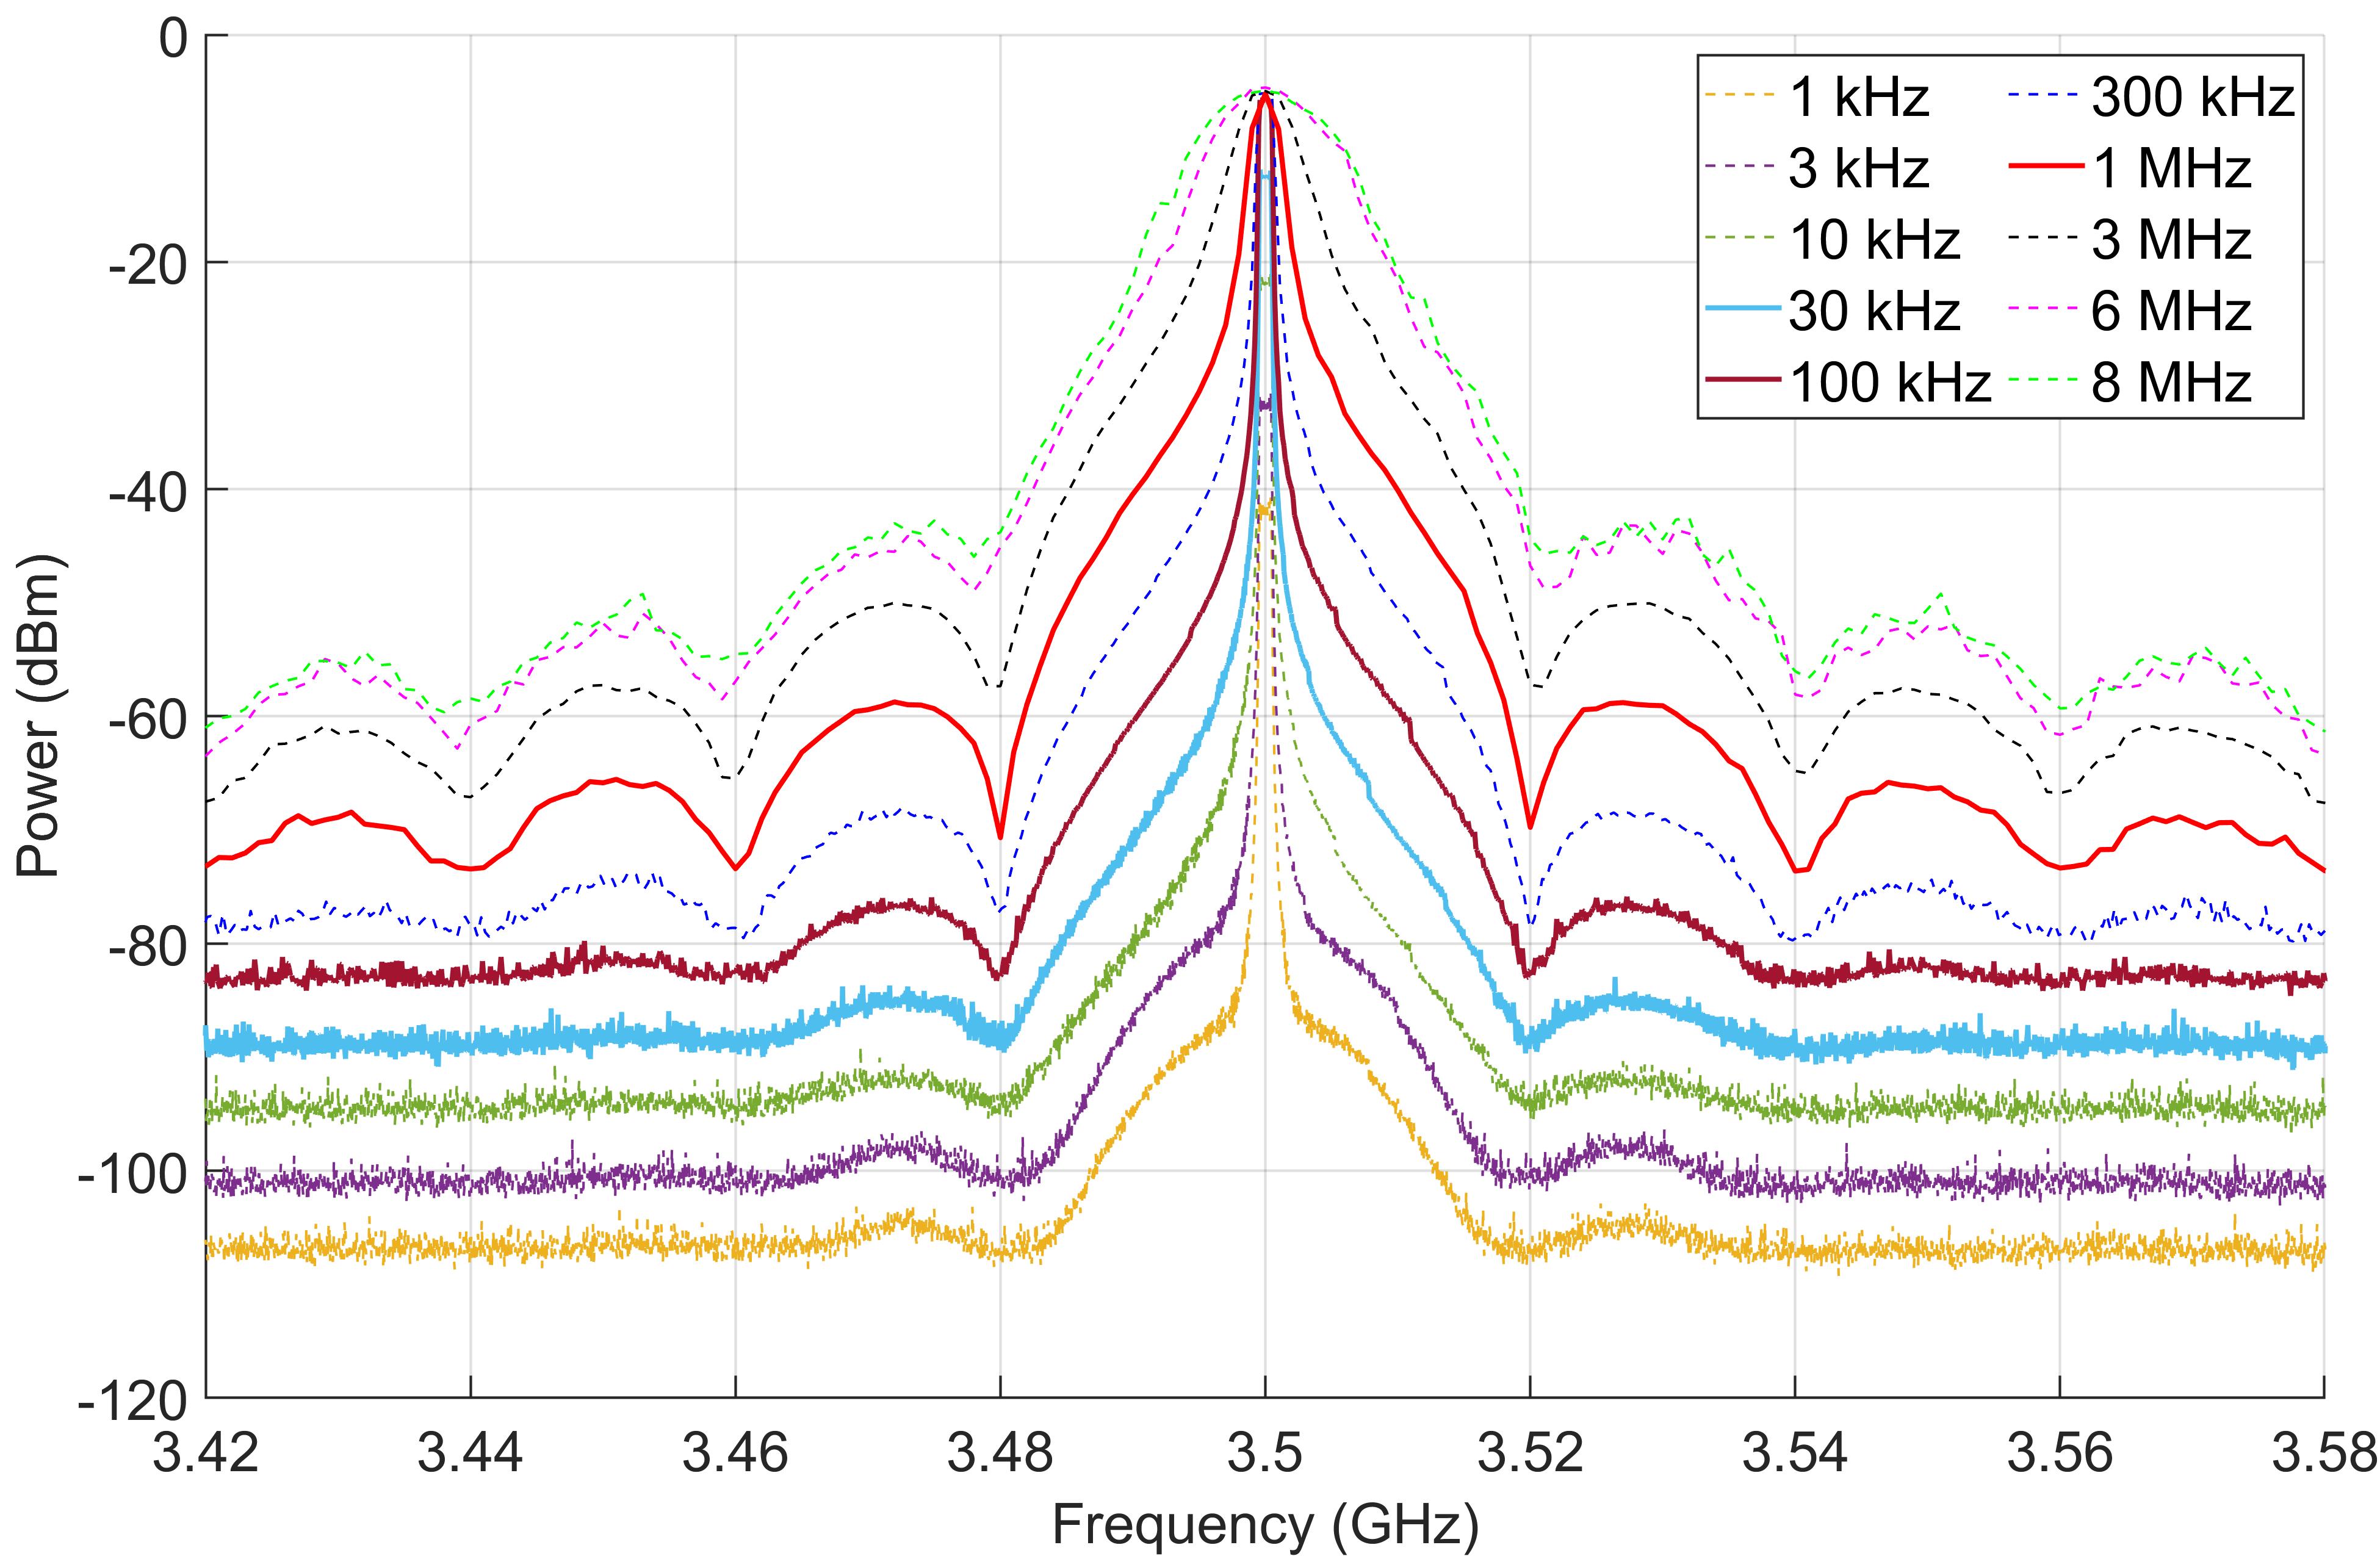 0
-20
-40
-60
-80
-100
-120
Power (dBm)
3.42 3.44 3.46 3.48 3.5 3.52 3.54 3.56 3.58
Frequency (GHz)
1 kHz 300 kHz
3 kHz 1 MHz
10 kHz 3 MHz
30 kHz 6 MHz
100 kHz 8 MHz